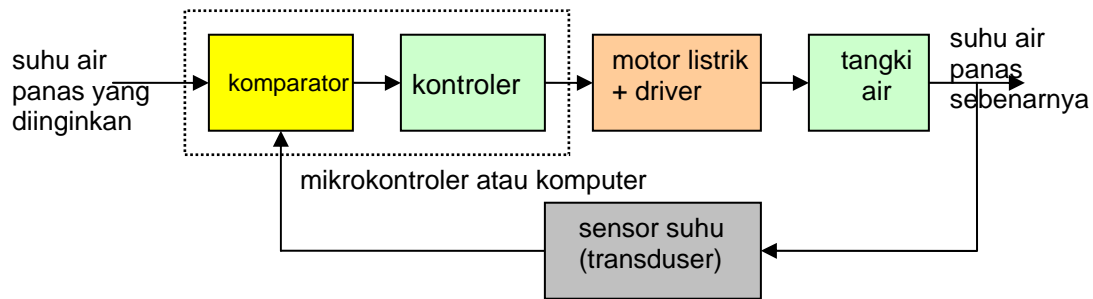 suhu air
panas yang
diinginkan
komparator
kontroler
motor listrik
+ driver
tangki
air
suhu air
panas
sebenarnya
mikrokontroler atau komputer
sensor suhu
(transduser)